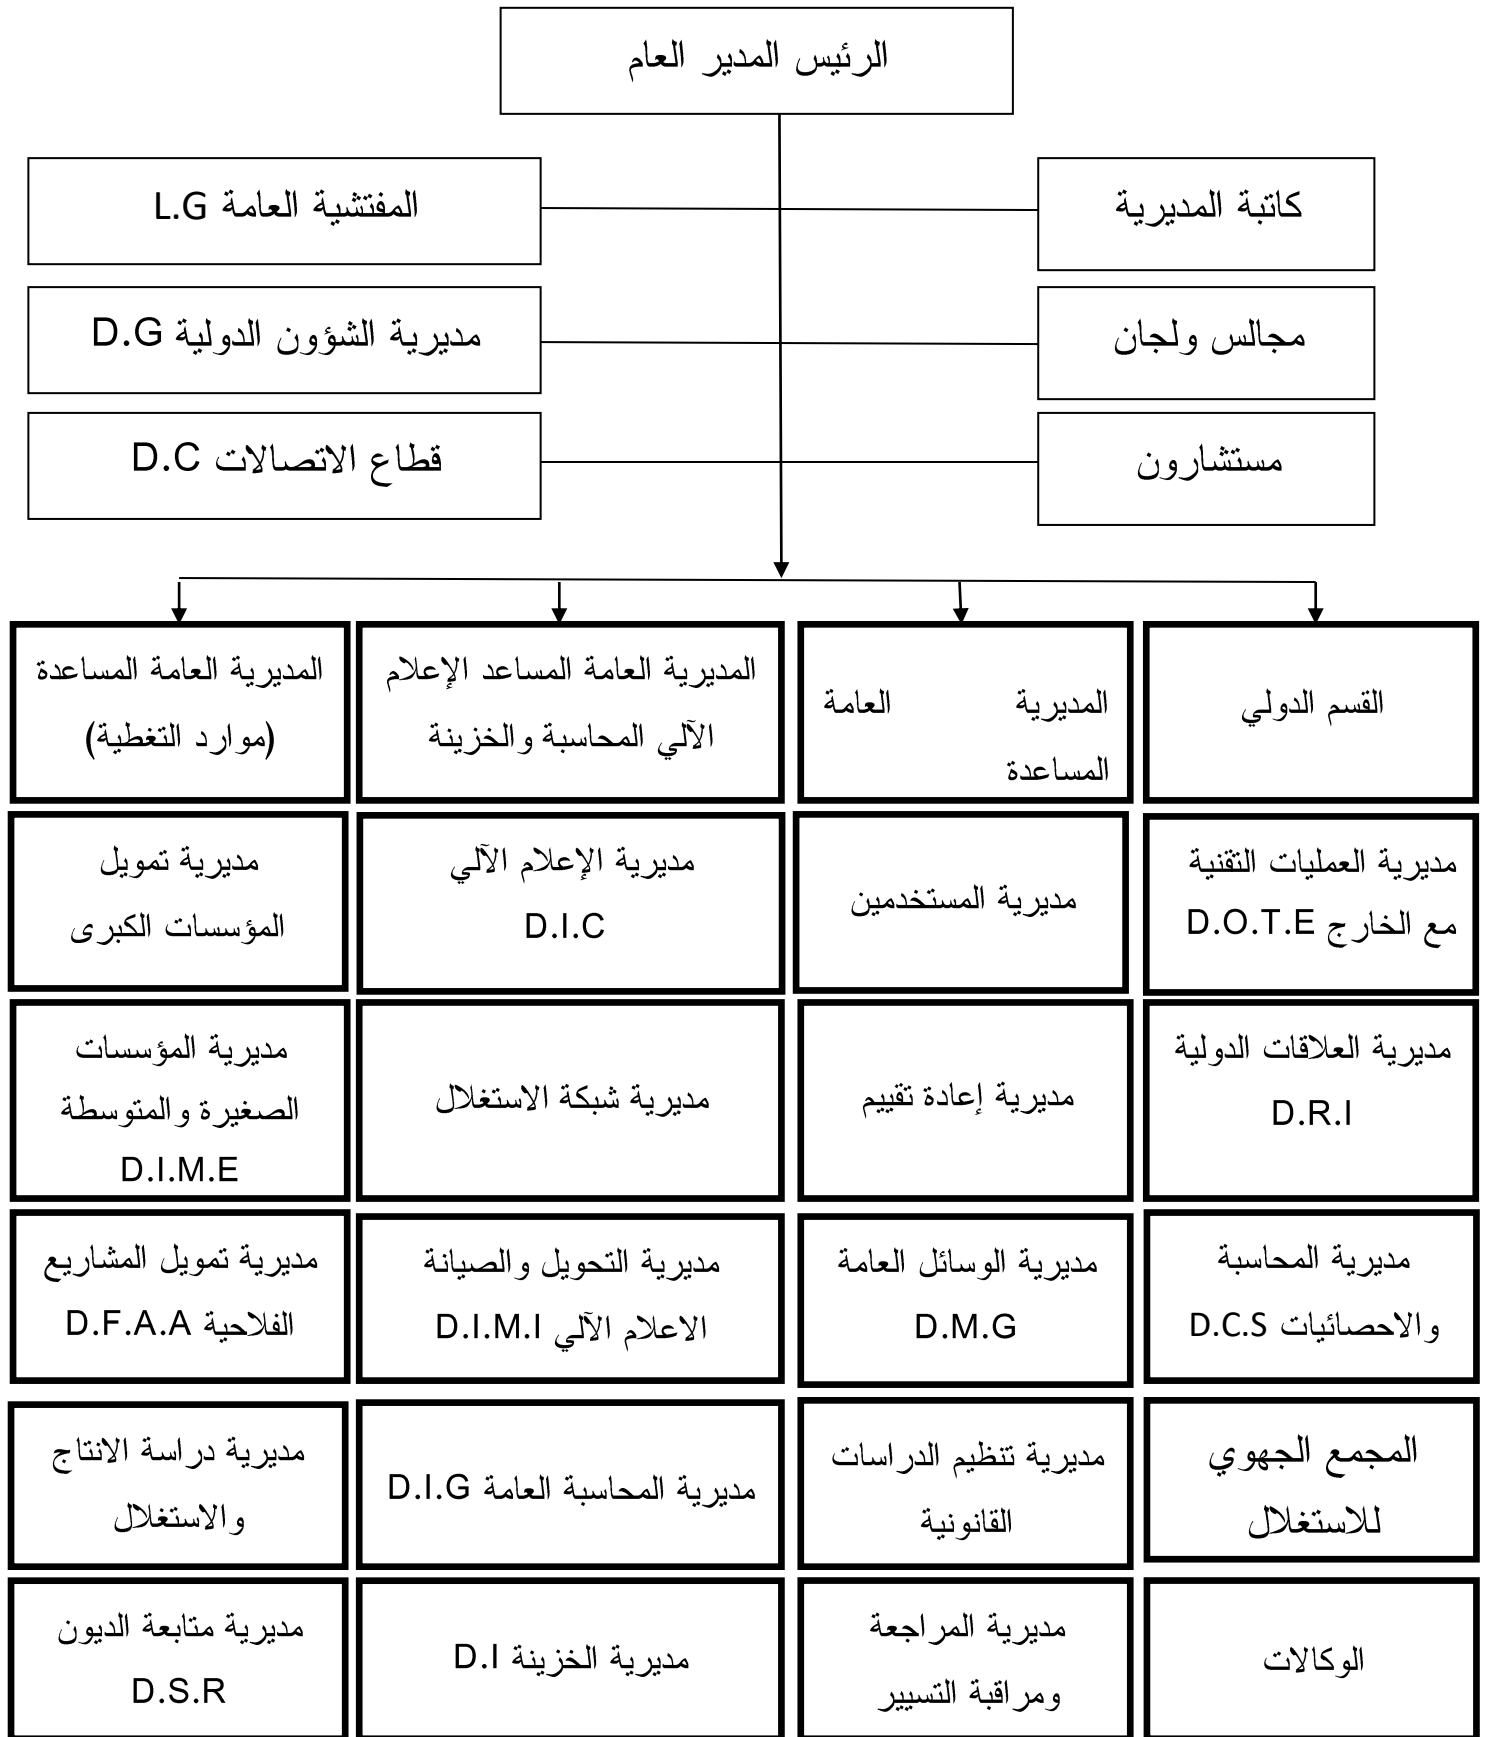 الرئيس المدير العام
كاتبة المديرية
المفتشية العامة L.G
مجالس ولجان
مديرية الشؤون الدولية D.G
مستشارون
قطاع الاتصالات D.C
القسم الدولي
المديرية العامة
المساعدة
المديرية العامة المساعد الإعلام
الآلي المحاسبة والخزينة
المديرية العامة المساعدة
(موارد التغطية)
مديرية العمليات التقنية
مع الخارج D.O.T.E
مديرية المستخدمين
مديرية الإعلام الآلي
D.I.C
مديرية تمويل
المؤسسات الكبرى
مديرية العلاقات الدولية
D.R.I
مديرية إعادة تقييم
مديرية شبكة الاستغلال
مديرية المؤسسات
الصغيرة والمتوسطة
D.I.M.E
مديرية المحاسبة
والاحصائيات D.C.S
مديرية الوسائل العامة
D.M.G
مديرية التحويل والصيانة
الاعلام الآلي D.I.M.I
مديرية تمويل المشاريع
الفلاحية D.F.A.A
المجمع الجهوي
للاستغلال
مديرية تنظيم الدراسات
القانونية
مديرية المحاسبة العامة D.I.G
مديرية دراسة الانتاج
والاستغلال
الوكالات
مديرية المراجعة
ومراقبة التسيير
مديرية الخزينة D.I
مديرية متابعة الديون
D.S.R